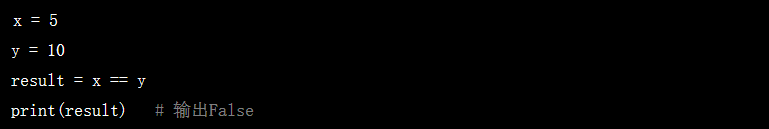 x = 5
y = 10
result = x == y
print(result)   # 输出False